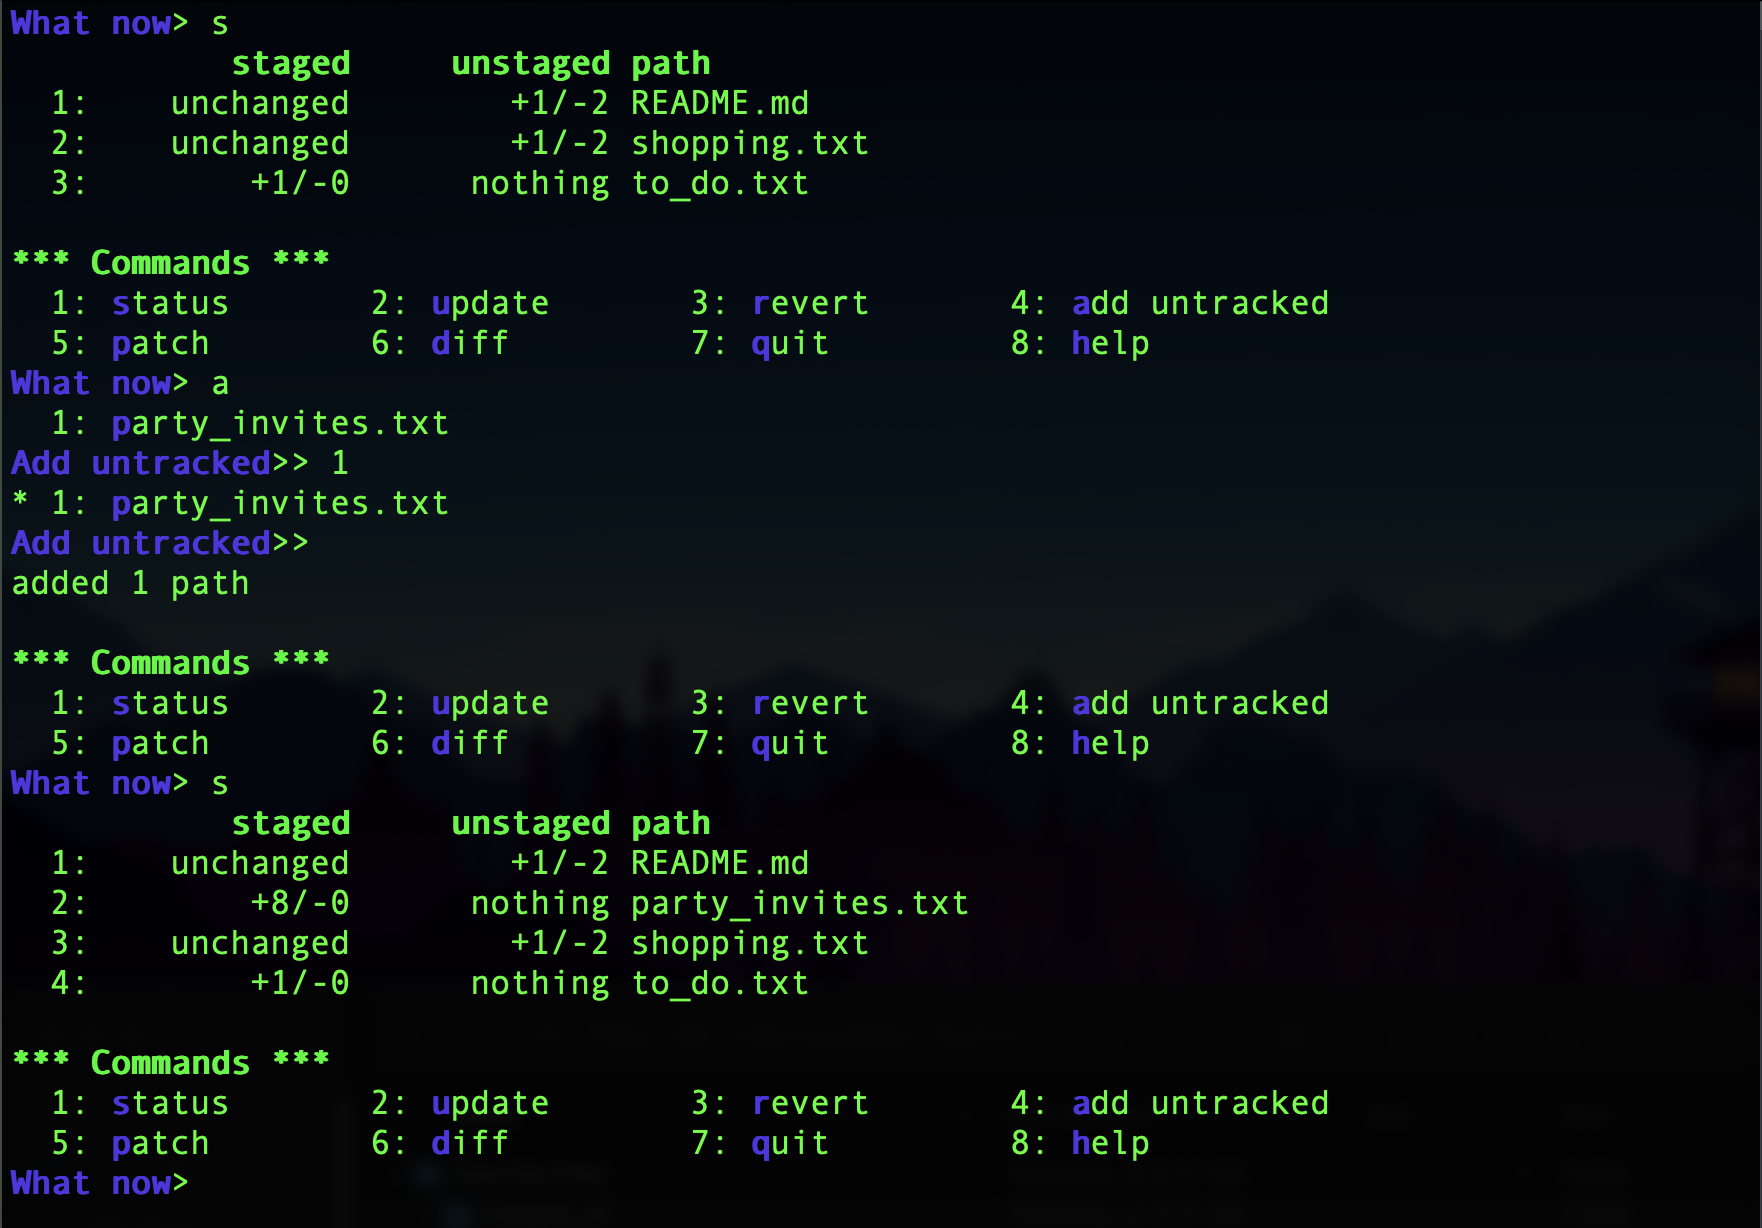 What now> s
           staged     unstaged path
  1:    unchanged        +1/-2 README.md
  2:    unchanged        +1/-2 shopping.txt
  3:        +1/-0      nothing to_do.txt

*** Commands ***
  1: status       2: update       3: revert       4: add untracked
  5: patch        6: diff         7: quit         8: help
What now> a
  1: party_invites.txt
Add untracked>> 1
* 1: party_invites.txt
Add untracked>>
added 1 path

*** Commands ***
  1: status       2: update       3: revert       4: add untracked
  5: patch        6: diff         7: quit         8: help
What now> s
           staged     unstaged path
  1:    unchanged        +1/-2 README.md
  2:        +8/-0      nothing party_invites.txt
  3:    unchanged        +1/-2 shopping.txt
  4:        +1/-0      nothing to_do.txt

*** Commands ***
  1: status       2: update       3: revert       4: add untracked
  5: patch        6: diff         7: quit         8: help
What now>